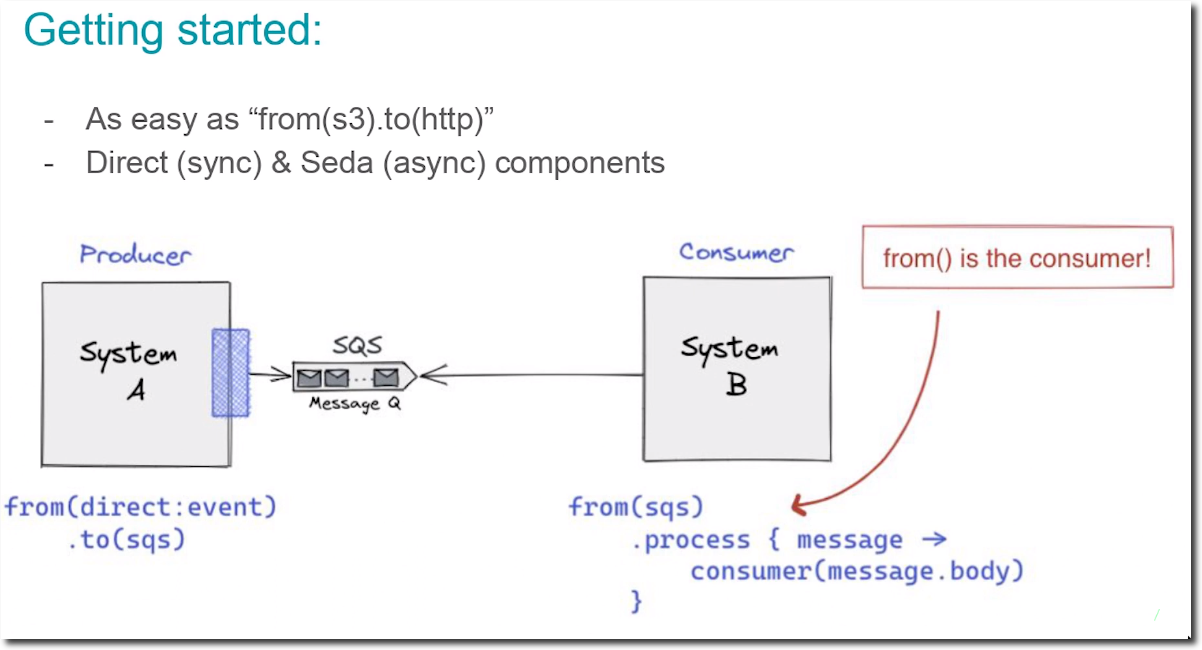 Getting started:
- As easy as “from(s3).to(http)”
- Direct (sync) & Seda (async) components
Producer
Consumer
from() is the consumer!
System
A
SQS
Message Q
System
B
from(direct:event)
.to(sqs)
from(sqs)
.process { message →
consumer(message.body)
}
/